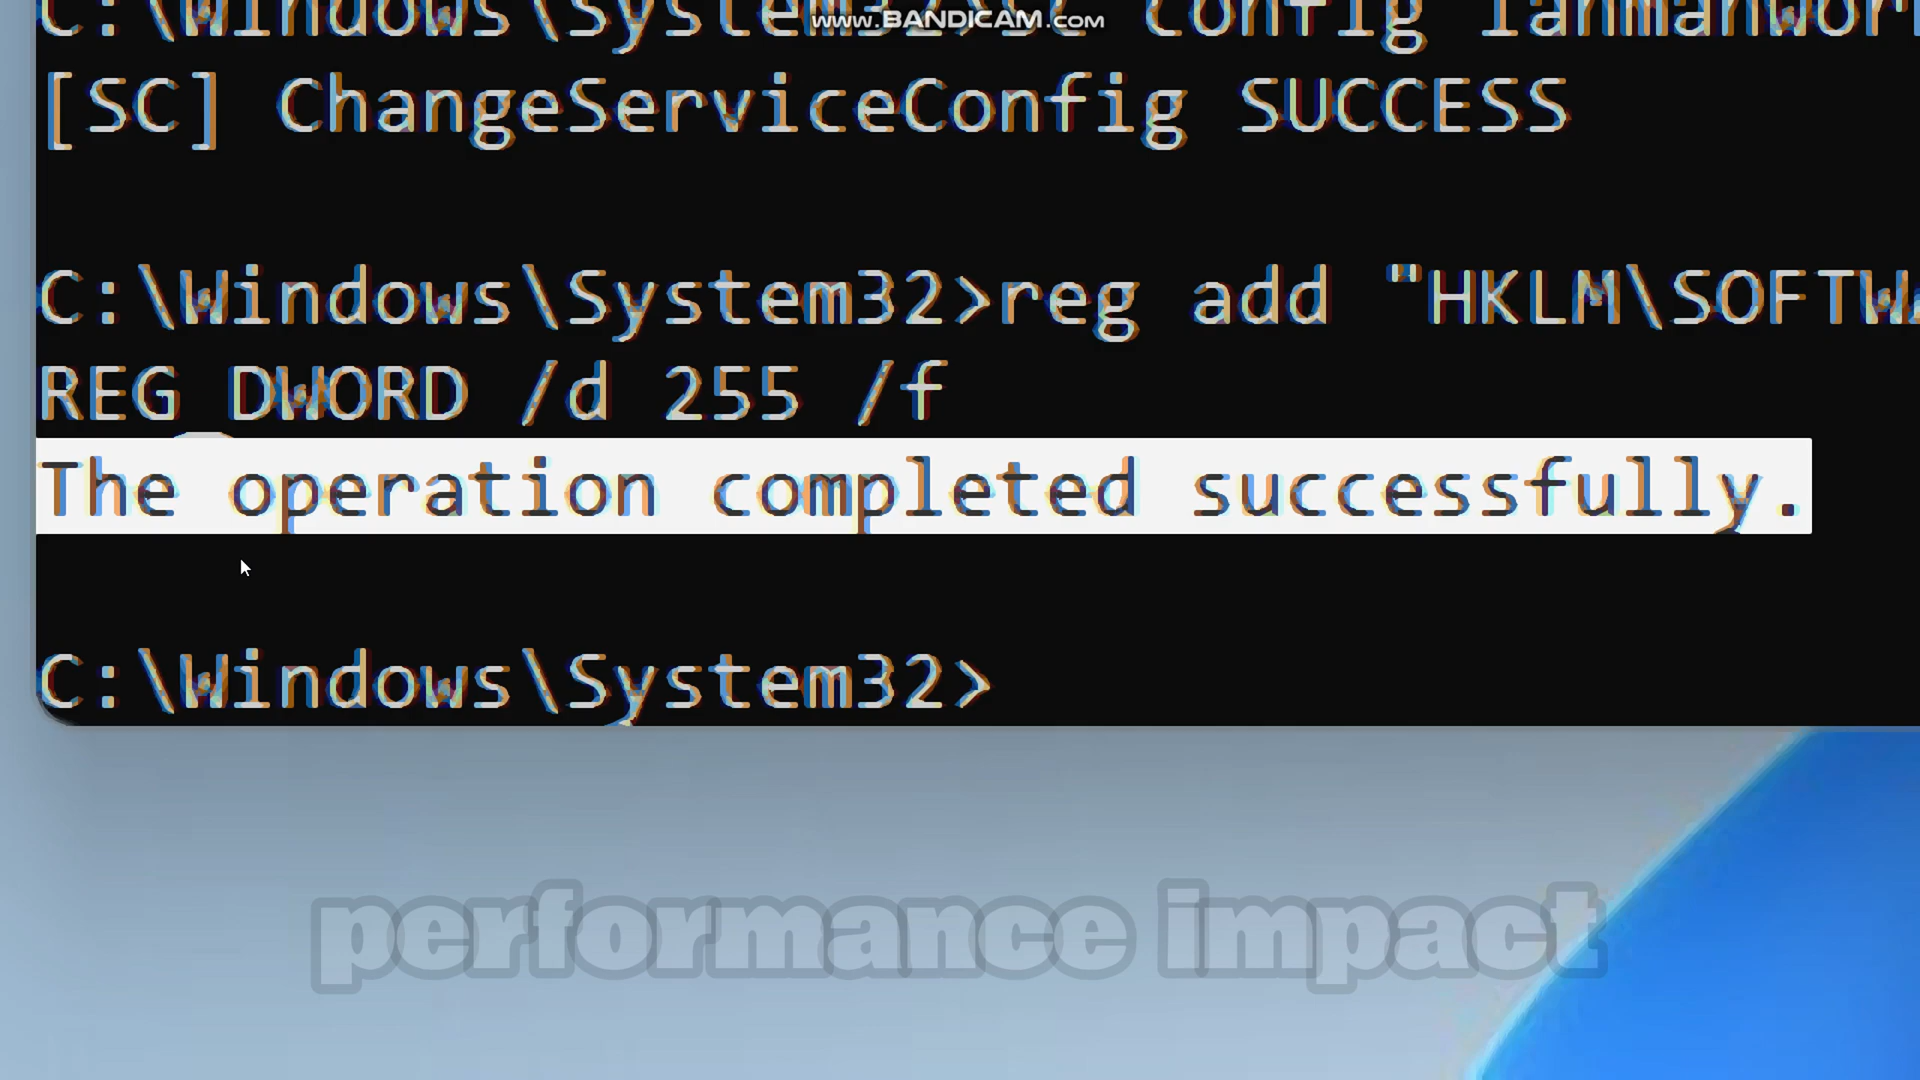 www.BANDICAM.com
C:\Windows\System32>sc config lanmanwor
[SC] ChangeServiceConfig SUCCESS
C:\Windows\System32>reg add "HKLM\SOFTWA
REG_DWORD /d 255 /f
The operation completed successfully.
C:\Windows\System32>
performance impact